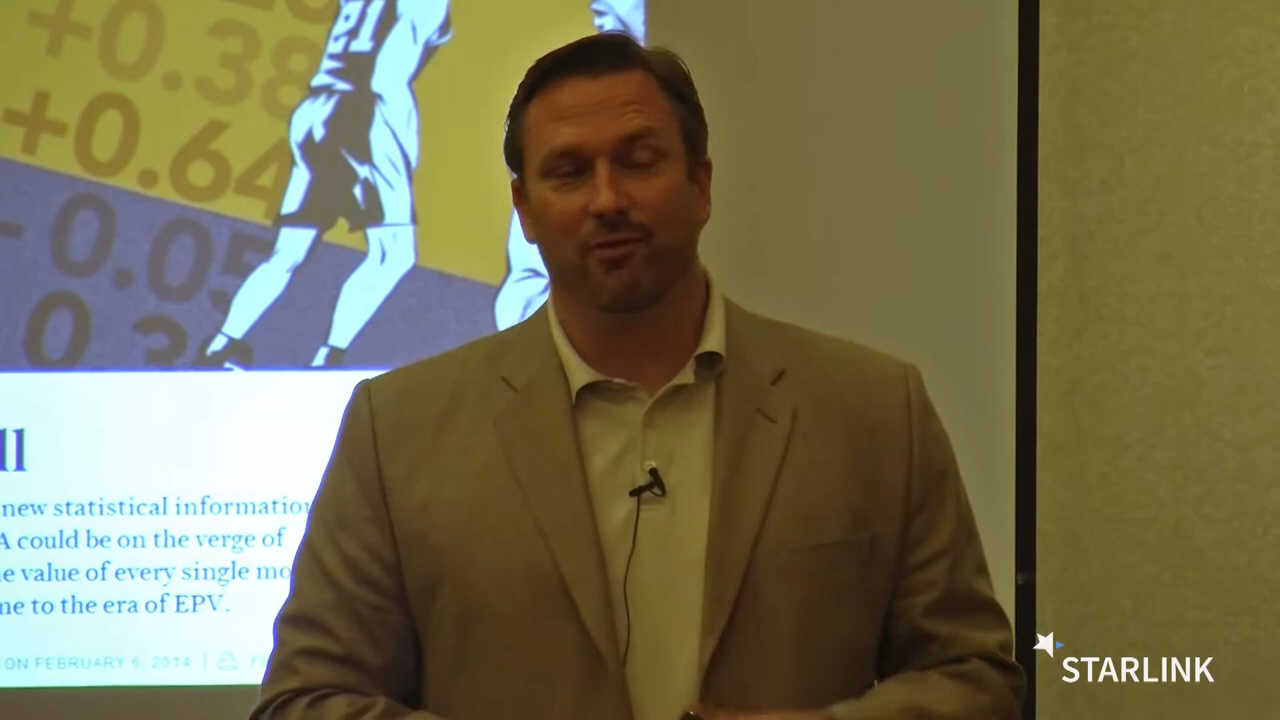 +0.38
21
+0.64
-0.05
ll
new statistical information
A could be on the verge of
e value of every single mo
me to the era of EPV.
ON FEBRUARY 6, 2014
STARLINK